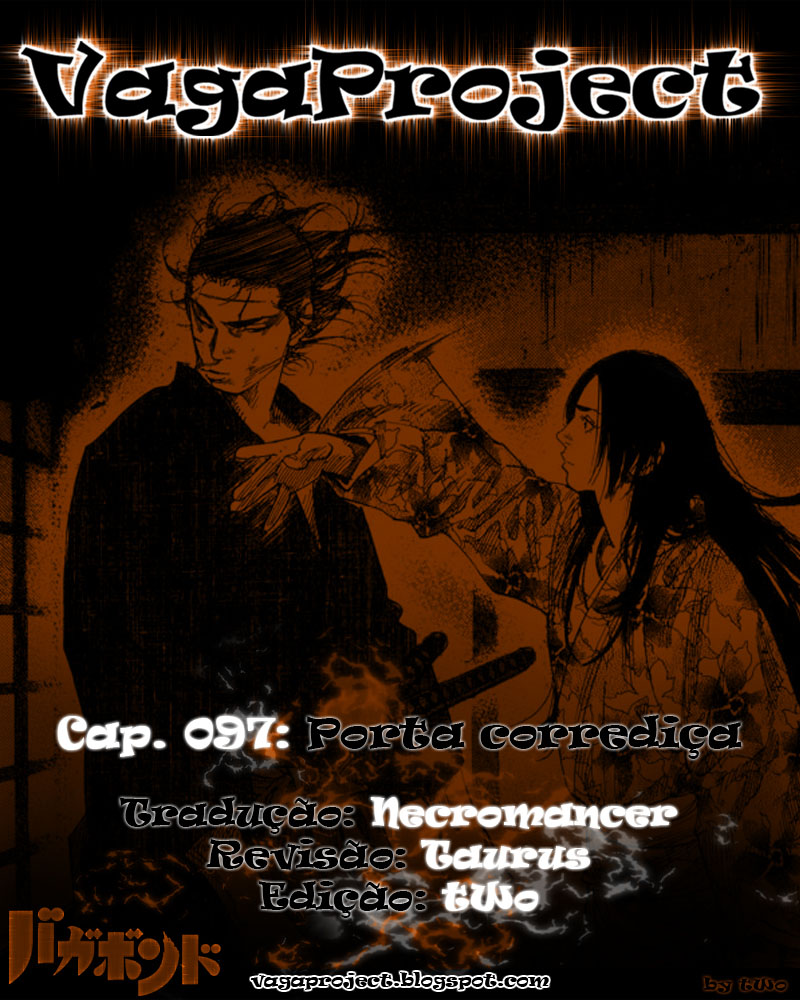 VagaProject
Cap. 097: Porta corrediça
Tradução: Necromancer
Revisão: Taurus
Edição: tWo
バガボンド
vagaproject.blogspot.com
by tWo